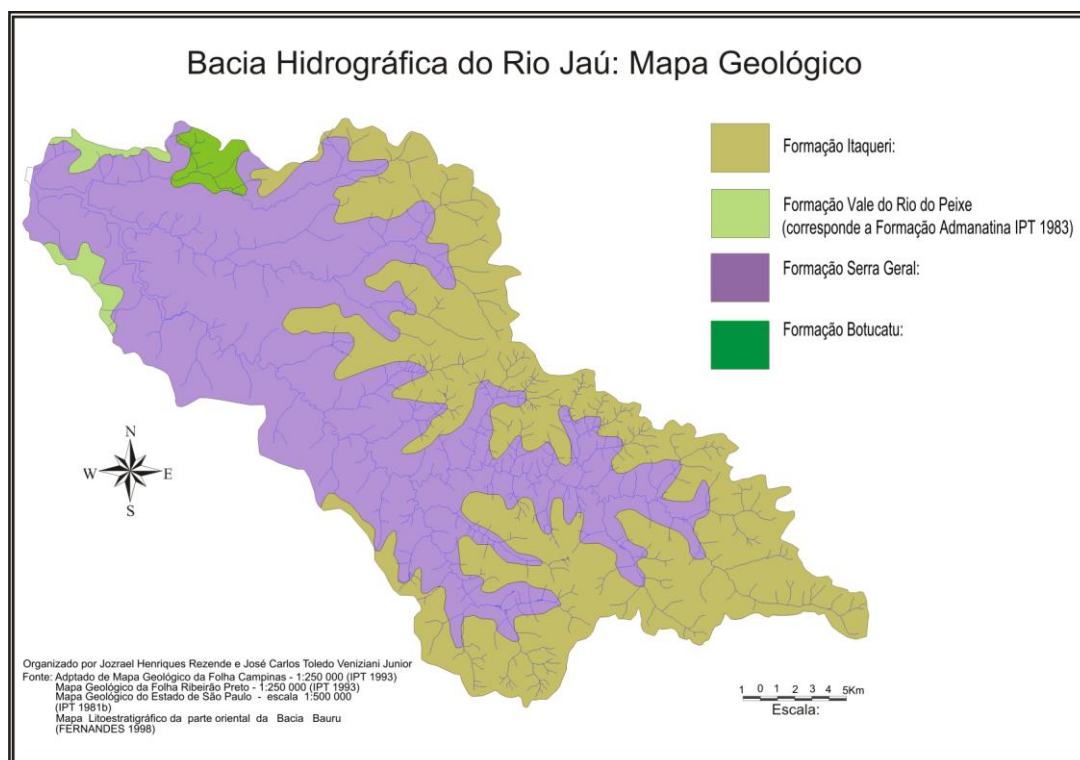 Bacia Hidrográfica do Rio Jaú: Mapa Geológico
Formação Itaqueri:
Formação Vale do Rio do Peixe
(corresponde a Formação Admanatina IPT 1983)
Formação Serra Geral:
Formação Botucatu:
N
W E
S
Organizado por Jozrael Henriques Rezende e José Carlos Toledo Veniziani Junior
Fonte: Adptado de Mapa Geológico da Folha Campinas - 1:250 000 (IPT 1993)
Mapa Geológico da Folha Ribeirão Preto - 1:250 000 (IPT 1993)
Mapa Geológico do Estado de São Paulo - escala 1:500 000
(IPT 1981b)
Mapa Litoestratigráfico da parte oriental da Bacia Bauru
(FERNANDES 1998)
1 0 1 2 3 4 5Km
Escala: